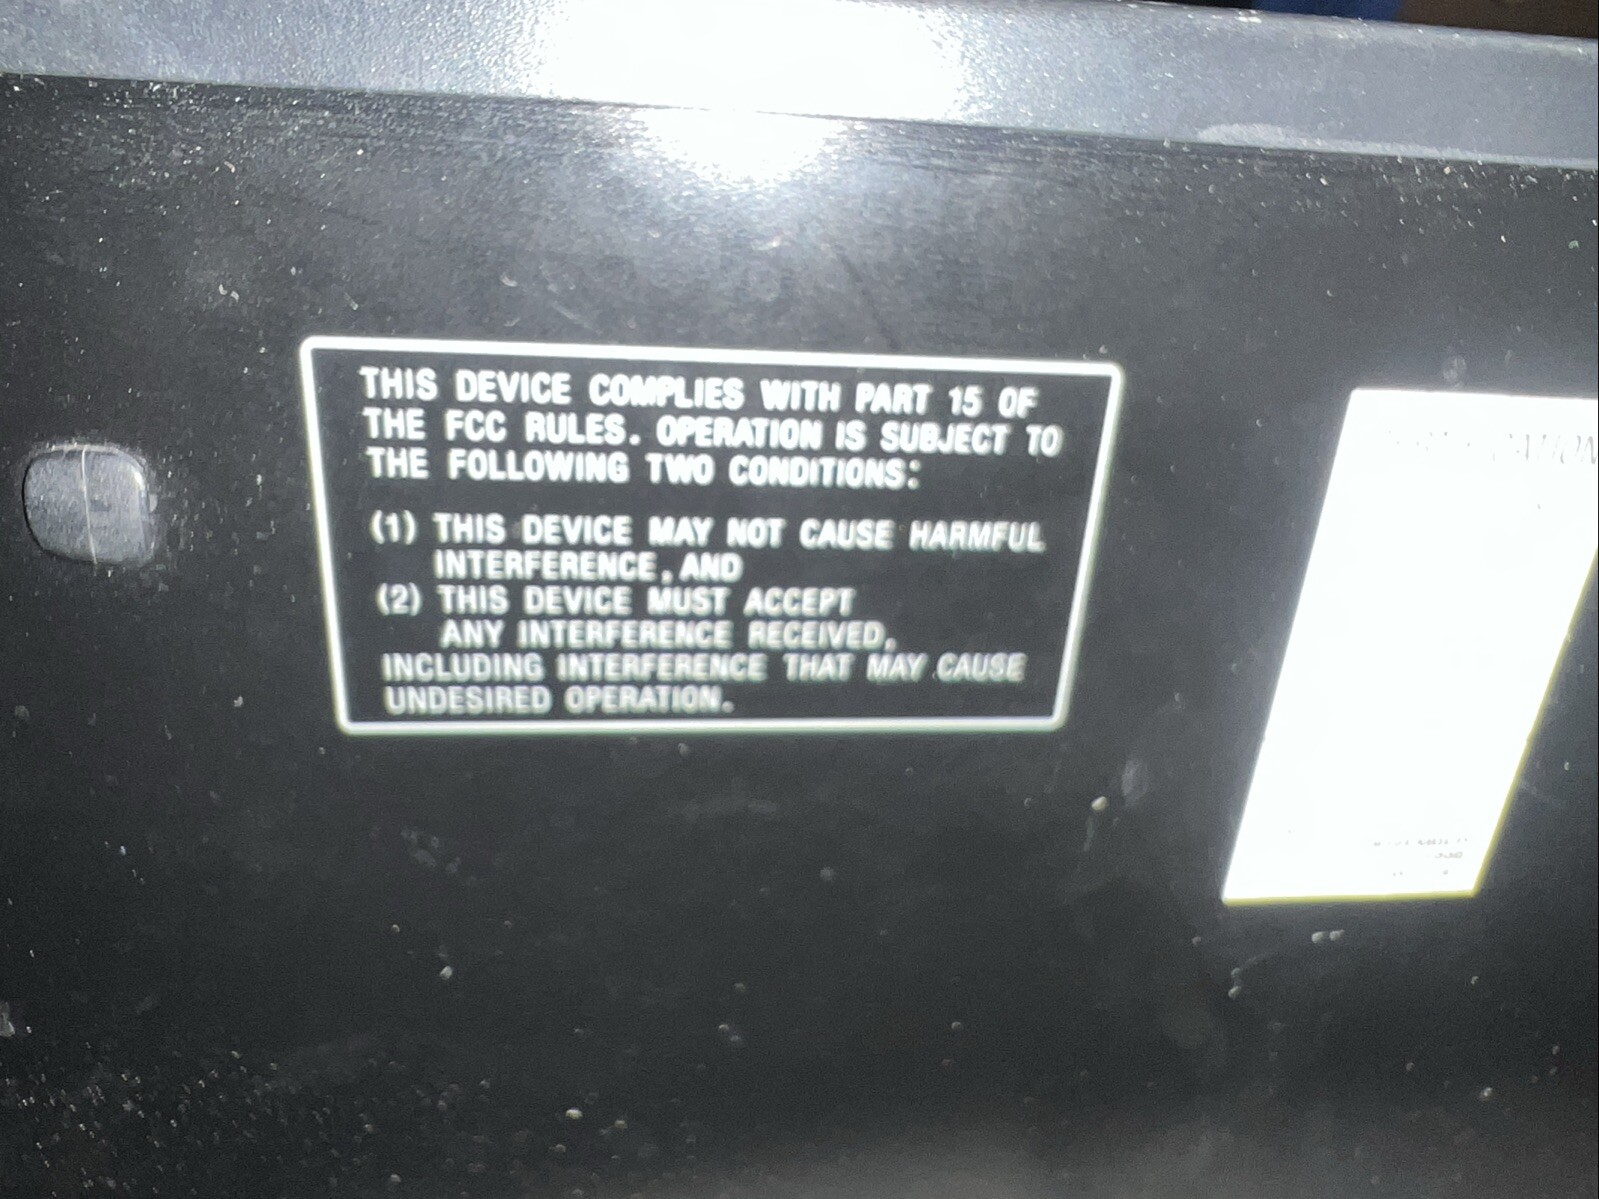 THIS DEVICE COMPLIES WITH PART 15 OF
THE FCC RULES. OPERATION IS SUBJECT TO
THE FOLLOWING TWO CONDITIONS:
(1) THIS DEVICE MAY NOT CAUSE HARMFUL
INTERFERENCE, AND
(2) THIS DEVICE MUST ACCEPT
ANY INTERFERENCE RECEIVED,
INCLUDING INTERFERENCE THAT MAY CAUSE
UNDESIRED OPERATION.